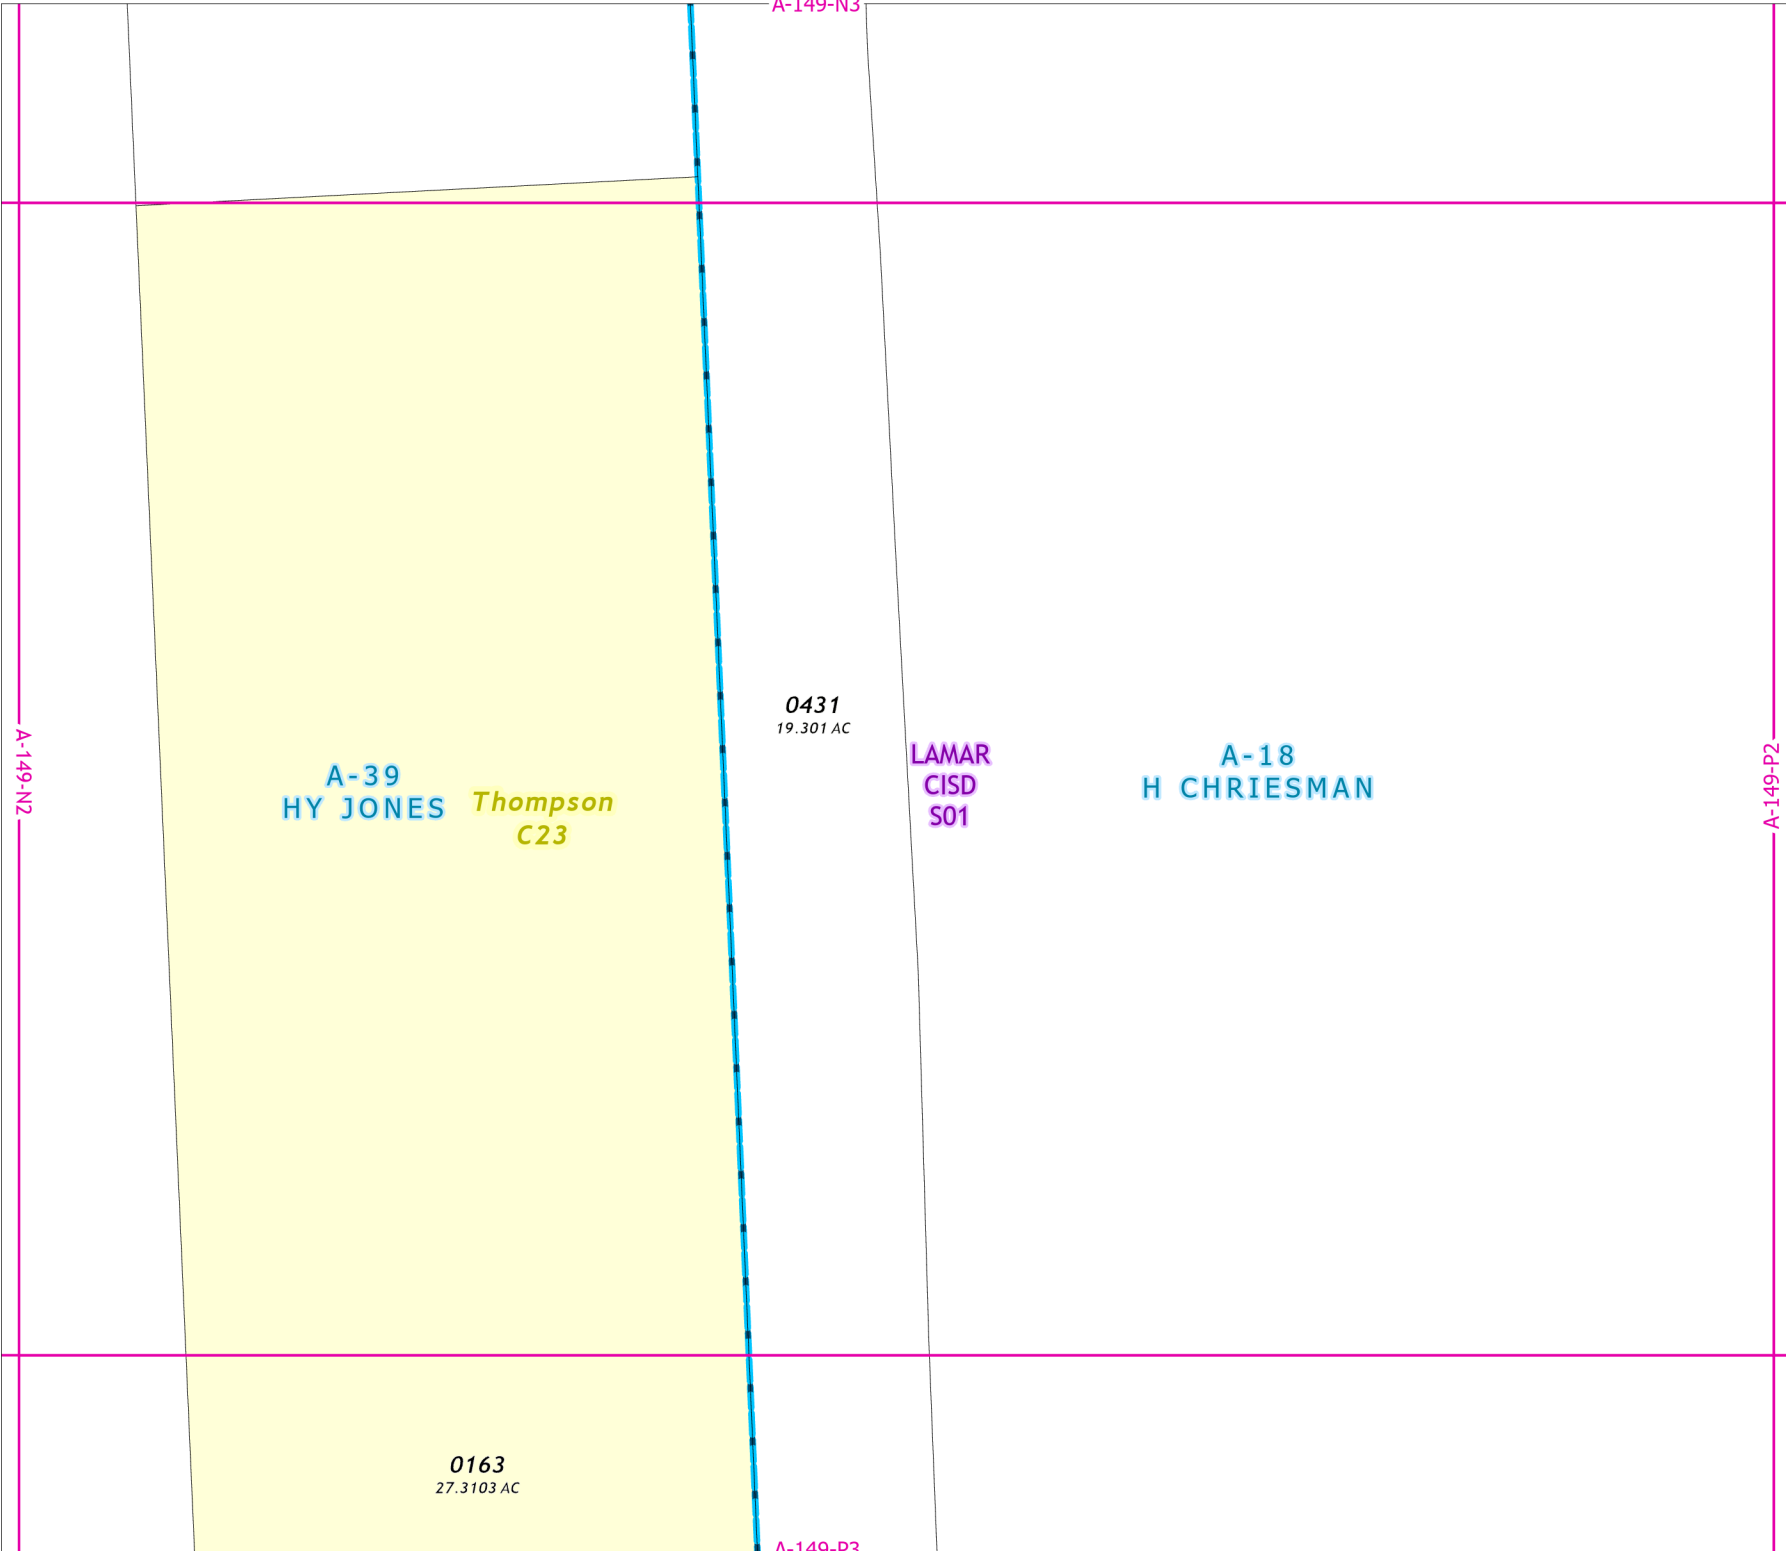 A-149-N3
0431
19.301 AC
A-149-N2
A-39
HY JONES
Thompson
C23
LAMAR
CISD
S01
A-18
H CHRIESMAN
A-149-P2
0163
27.3103 AC
A-149-P3